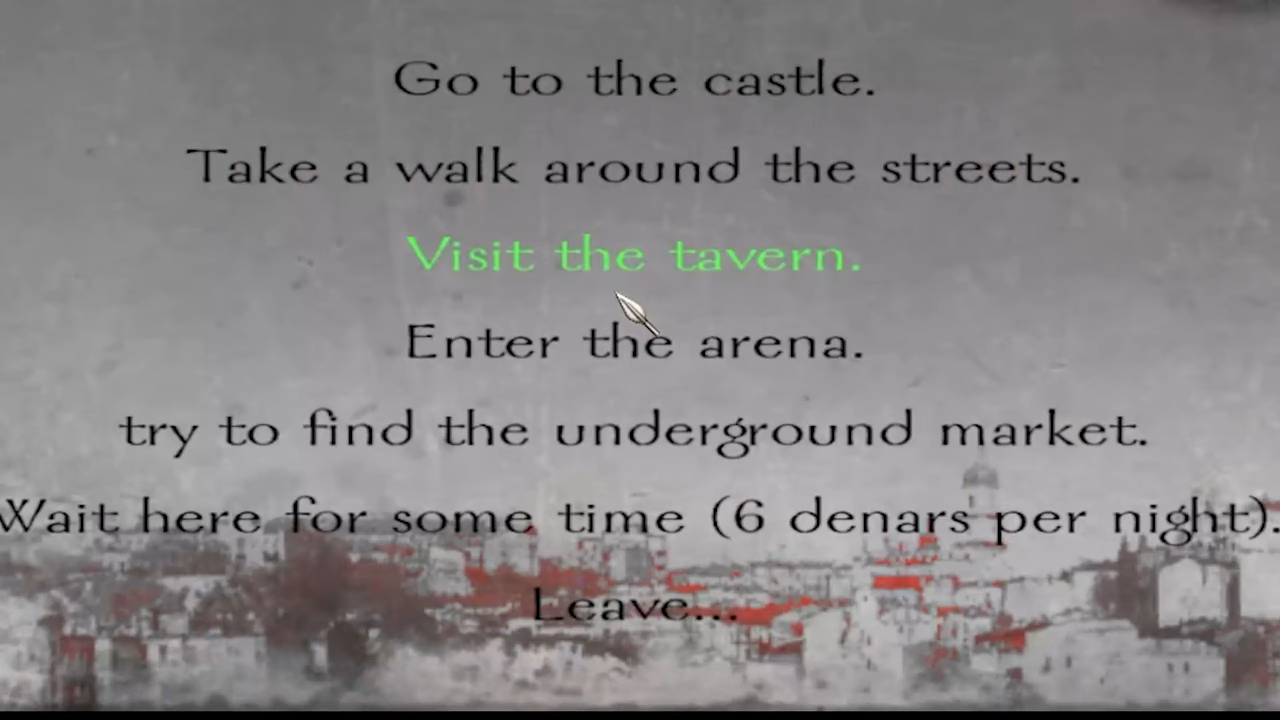 Go to the castle.
Take a walk around the streets.
Visit the tavern.
Enter the arena.
try to find the underground market.
Wait here for some time (6 denars per night).
Leave...